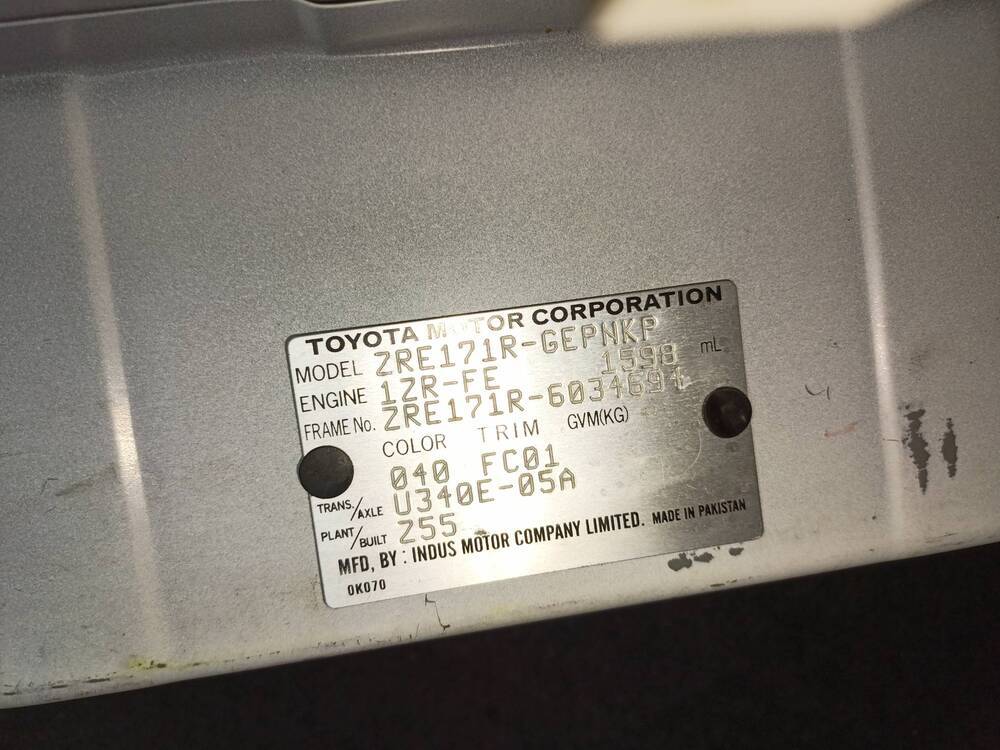 TOYOTA MOTOR CORPORATION
MODEL ZRE171R-GEPNKP
ENGINE 1ZR-FE 1598 mL
FRAME No. ZRE171R-6034694
COLOR TRIM GVM(KG)
040 FC01
TRANS./AXLE U340E-05A
PLANT/BUILT Z55
MFD, BY : INDUS MOTOR COMPANY LIMITED. MADE IN PAKISTAN
0K070